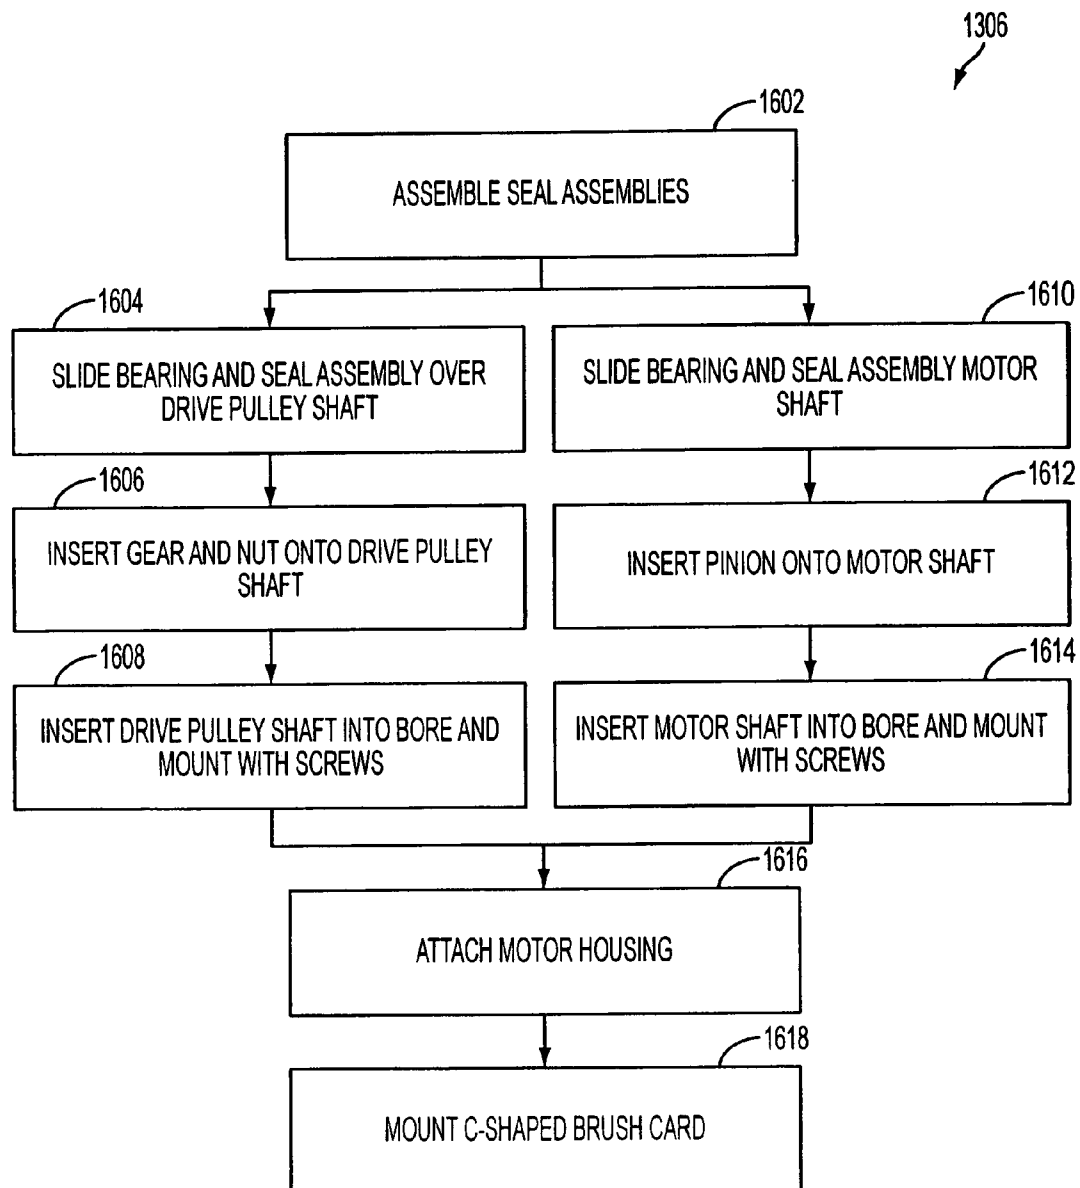 1306
1602
ASSEMBLE SEAL ASSEMBLIES
1604
SLIDE BEARING AND SEAL ASSEMBLY OVER
DRIVE PULLEY SHAFT
1610
SLIDE BEARING AND SEAL ASSEMBLY MOTOR
SHAFT
1606
INSERT GEAR AND NUT ONTO DRIVE PULLEY
SHAFT
1612
INSERT PINION ONTO MOTOR SHAFT
1608
INSERT DRIVE PULLEY SHAFT INTO BORE AND
MOUNT WITH SCREWS
1614
INSERT MOTOR SHAFT INTO BORE AND MOUNT
WITH SCREWS
1616
ATTACH MOTOR HOUSING
1618
MOUNT C-SHAPED BRUSH CARD